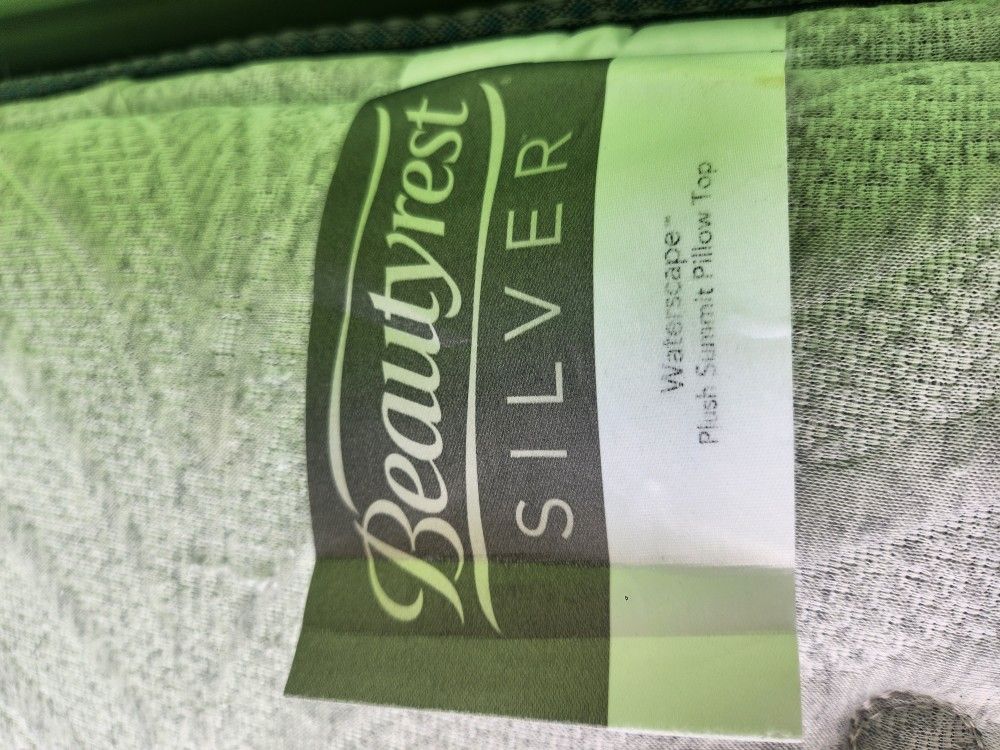 Beautyrest
SILVER
Waterscape™
Plush Summit Pillow Top